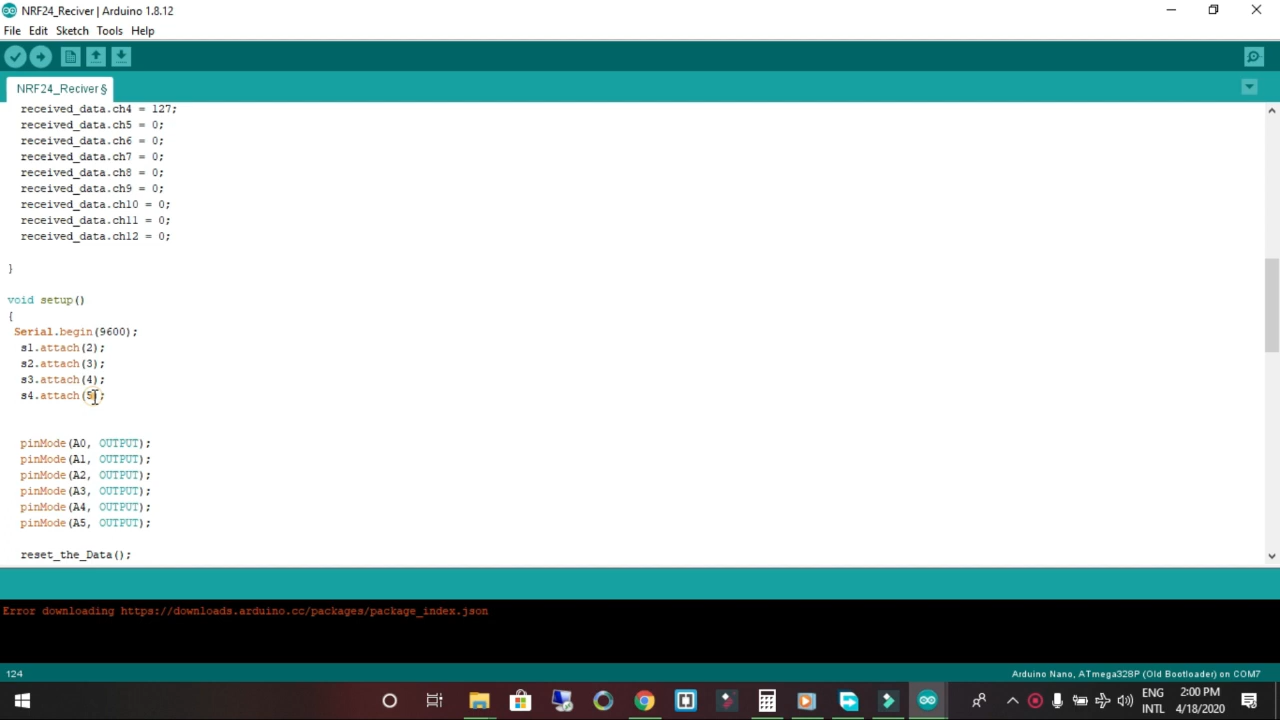 NRF24_Reciver | Arduino 1.8.12
File Edit Sketch Tools Help
NRF24_Reciver §
received_data.ch4 = 127;
received_data.ch5 = 0;
received_data.ch6 = 0;
received_data.ch7 = 0;
received_data.ch8 = 0;
received_data.ch9 = 0;
received_data.ch10 = 0;
received_data.ch11 = 0;
received_data.ch12 = 0;
}
void setup()
{
Serial.begin(9600);
s1.attach(2);
s2.attach(3);
s3.attach(4);
s4.attach(5);
pinMode(A0, OUTPUT);
pinMode(A1, OUTPUT);
pinMode(A2, OUTPUT);
pinMode(A3, OUTPUT);
pinMode(A4, OUTPUT);
pinMode(A5, OUTPUT);
reset_the_Data();
Error downloading https://downloads.arduino.cc/packages/package_index.json
124 Arduino Nano, ATmega328P (Old Bootloader) on COM7
ENG 2:00 PM
INTL 4/18/2020